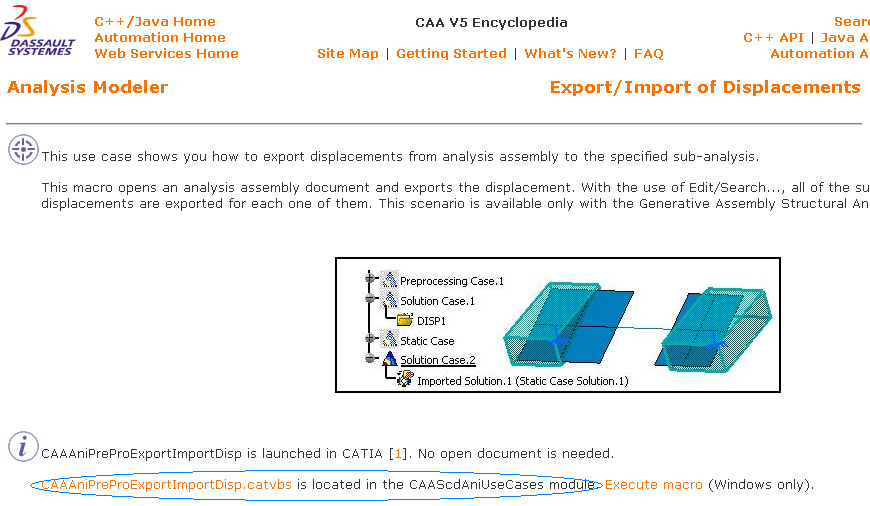 DASSAULT
SYSTEMES
C++/Java Home
Automation Home
Web Services Home
CAA V5 Encyclopedia
Site Map | Getting Started | What's New? | FAQ
C++ API | Java A
Automation A
Analysis Modeler
Export/Import of Displacements
This use case shows you how to export displacements from analysis assembly to the specified sub-analysis.
This macro opens an analysis assembly document and exports the displacement. With the use of Edit/Search..., all of the su
displacements are exported for each one of them. This scenario is available only with the Generative Assembly Structural An
Preprocessing Case.1
Solution Case.1
DISP1
Static Case
Solution Case.2
Imported Solution.1 (Static Case Solution.1)
CAAAniPreProExportImportDisp is launched in CATIA [1]. No open document is needed.
CAAAniPreProExportImportDisp.catvbs is located in the CAAScdAniUseCases module. Execute macro (Windows only).